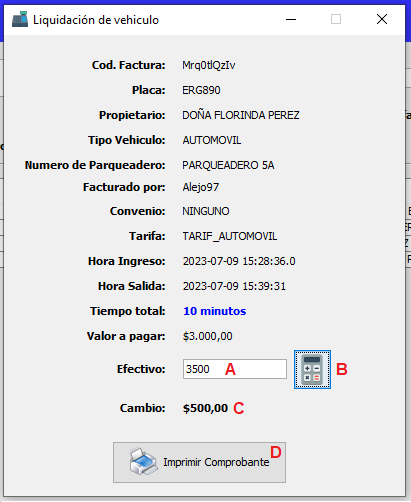 Liquidación de vehiculo
Cod. Factura: Mrq0tlQzIv
Placa: ERG890
Propietario: DOÑA FLORINDA PEREZ
Tipo Vehiculo: AUTOMOVIL
Numero de Parqueadero: PARQUEADERO 5A
Facturado por: Alejo97
Convenio: NINGUNO
Tarifa: TARIF_AUTOMOVIL
Hora Ingreso: 2023-07-09 15:28:36.0
Hora Salida: 2023-07-09 15:39:31
Tiempo total: 10 minutos
Valor a pagar: $3.000,00
Efectivo: 3500 A B
Cambio: $500,00 C
Imprimir Comprobante D